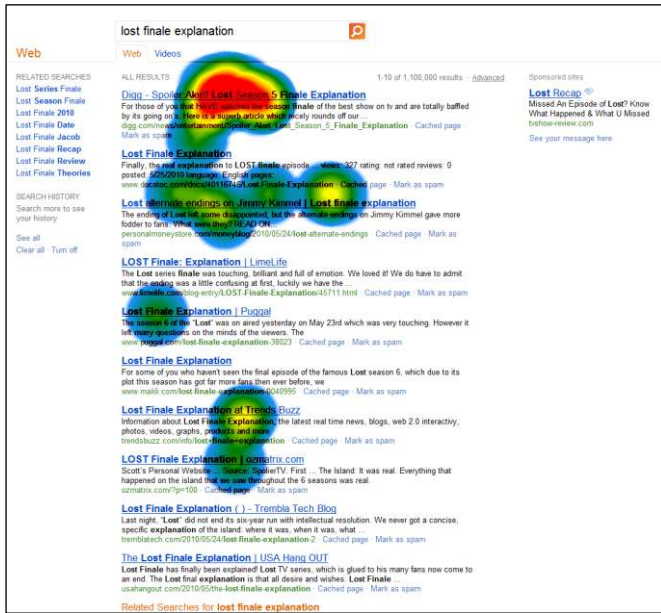 lost finale explanation
Web
Web Videos
RELATED SEARCHES
Lost Series Finale
Lost Season Finale
Lost Finale 2010
Lost Finale Date
Lost Finale Jacob
Lost Finale Recap
Lost Finale Review
Lost Finale Theories
SEARCH HISTORY
Search more to see
your history
See all
Clear all · Turn off
ALL RESULTS 1-10 of 1,100,000 results · Advanced
Digg - Spoiler Alert! Lost Season 5 Finale Explanation
For those of you that HAVE watched the season finale of the best show on tv and are totally baffled
by its going on's. Here is a superb article which nicely rounds off our ...
digg.com/news/entertainment/Spoiler_Alert_Lost_Season_5_Finale_Explanation · Cached page ·
Mark as spam
Lost Finale Explanation
Finally, the real explanation to LOST finale episode ... views: 327 rating: not rated reviews: 0
posted: 5/25/2010 language: English pages:
www.docstoc.com/docs/40116745/Lost-Finale-Explanation · Cached page · Mark as spam
Lost alternate endings on Jimmy Kimmel | Lost finale explanation
The ending of Lost left some disappointed, but the alternate endings on Jimmy Kimmel gave more
fodder to fans. What were they? READ ON...
personalmoneystore.com/moneyblog/2010/05/24/lost-alternate-endings · Cached page · Mark as
spam
LOST Finale: Explanation | LimeLife
The Lost series finale was touching, brilliant and full of emotion. We loved it! We do have to admit
that the ending was a little confusing at first, luckily we have the ...
www.limelife.com/blog-entry/LOST-Finale-Explanation/45711.html · Cached page · Mark as spam
Lost Finale Explanation | Puggal
The season 6 of the "Lost" was on aired yesterday on May 23rd which was very touching. However it
left many questions on the minds of the viewers. The
www.puggal.com/lost-finale-explanation-38023 · Cached page · Mark as spam
Lost Finale Explanation
For some of you who haven't seen the final episode of the famous Lost season 6, which due to its
plot this season has got far more fans then ever before, we
www.makli.com/lost-finale-explanation-0040995 · Cached page · Mark as spam
Lost Finale Explanation at Trends Buzz
Information about Lost Finale Explanation, the latest real time news, blogs, web 2.0 interactivy,
photos, videos, graphs, products and more
trendsbuzz.com/info/lost+finale+explanation · Cached page · Mark as spam
LOST Finale Explanation | ozmatrix.com
Scott's Personal Website ... Source: SpolierTV. First ... The Island: It was real. Everything that
happened on the island that we saw throughout the 6 seasons was real.
ozmatrix.com/?p=100 · Cached page · Mark as spam
Lost Finale Explanation ( ) - Trembla Tech Blog
Last night, "Lost" did not end its six-year run with intellectual resolution. We never got a concise,
specific explanation of the island: where it was, when it was, what ...
tremblatech.com/2010/05/24/lost-finale-explanation-2 · Cached page · Mark as spam
The Lost Finale Explanation | USA Hang OUT
Lost Finale has finally been explained! Lost TV series, which is glued to his many fans now come to
an end. The Lost final explanation is that all desire and wishes. Lost Finale ...
usahangout.com/2010/05/the-lost-finale-explanation · Cached page · Mark as spam
Related Searches for lost finale explanation
Sponsored sites
Lost Recap
Missed An Episode of Lost? Know
What Happened & What U Missed
tvshow-review.com
See your message here